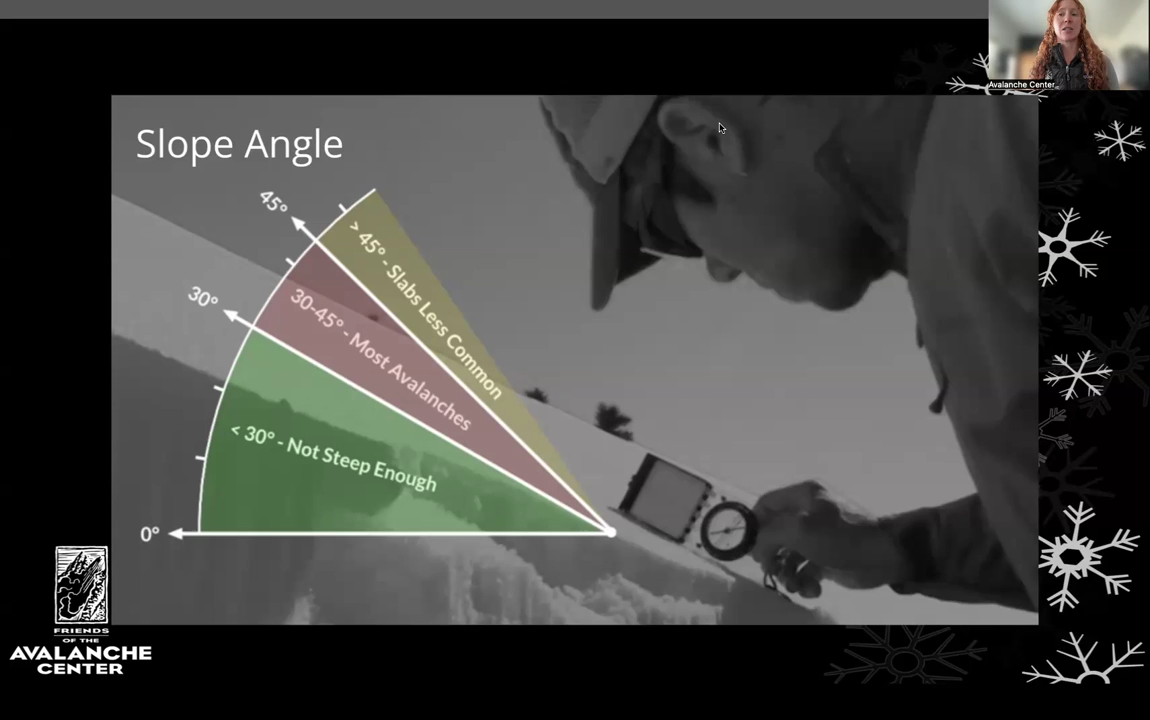 Avalanche Center
Slope Angle
45°
> 45° - Slabs Less Common
30°
30-45° - Most Avalanches
< 30° - Not Steep Enough
0°
FRIENDS
OF THE
AVALANCHE
CENTER